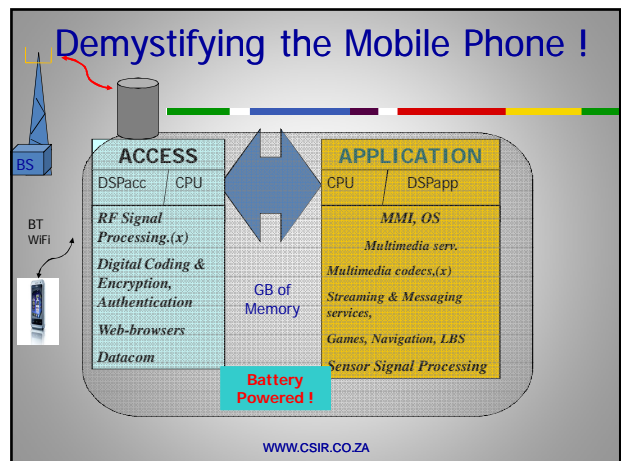 Demystifying the Mobile Phone !
BS
BT
WiFi
ACCESS
DSPacc
CPU
RF Signal
Processing.(x)
Digital Coding &
Encryption,
Authentication
Web-browsers
Datacom
GB of
Memory
APPLICATION
CPU
DSPapp
MMI, OS
Multimedia serv.
Multimedia codecs,(x)
Streaming & Messaging
services,
Games, Navigation, LBS
Sensor Signal Processing
Battery
Powered !
WWW.CSIR.CO.ZA